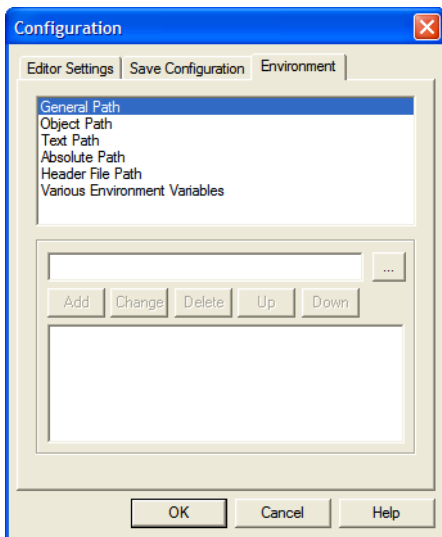 Configuration
Editor Settings Save Configuration Environment
General Path
Object Path
Text Path
Absolute Path
Header File Path
Various Environment Variables
...
Add Change Delete Up Down
OK Cancel Help